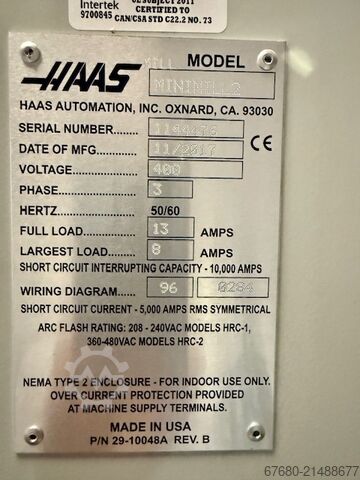 Intertek
9700845
UL SUBJECT 2011
CERTIFIED TO
CAN/CSA STD C22.2 NO. 73
HAAS
MILL
MODEL
MINIMILL2
HAAS AUTOMATION, INC. OXNARD, CA. 93030
SERIAL NUMBER
DATE OF MFG 11/2017
CE
VOLTAGE 400
PHASE 3
HERTZ 50/60
FULL LOAD 13 AMPS
LARGEST LOAD 8 AMPS
SHORT CIRCUIT INTERRUPTING CAPACITY - 10,000 AMPS
WIRING DIAGRAM 96 0284
SHORT CIRCUIT CURRENT - 5,000 AMPS RMS SYMMETRICAL
ARC FLASH RATING: 208 - 240VAC MODELS HRC-1,
360-480VAC MODELS HRC-2
NEMA TYPE 2 ENCLOSURE - FOR INDOOR USE ONLY.
OVER CURRENT PROTECTION PROVIDED
AT MACHINE SUPPLY TERMINALS.
MADE IN USA
P/N 29-10048A REV. B
67680-21488677